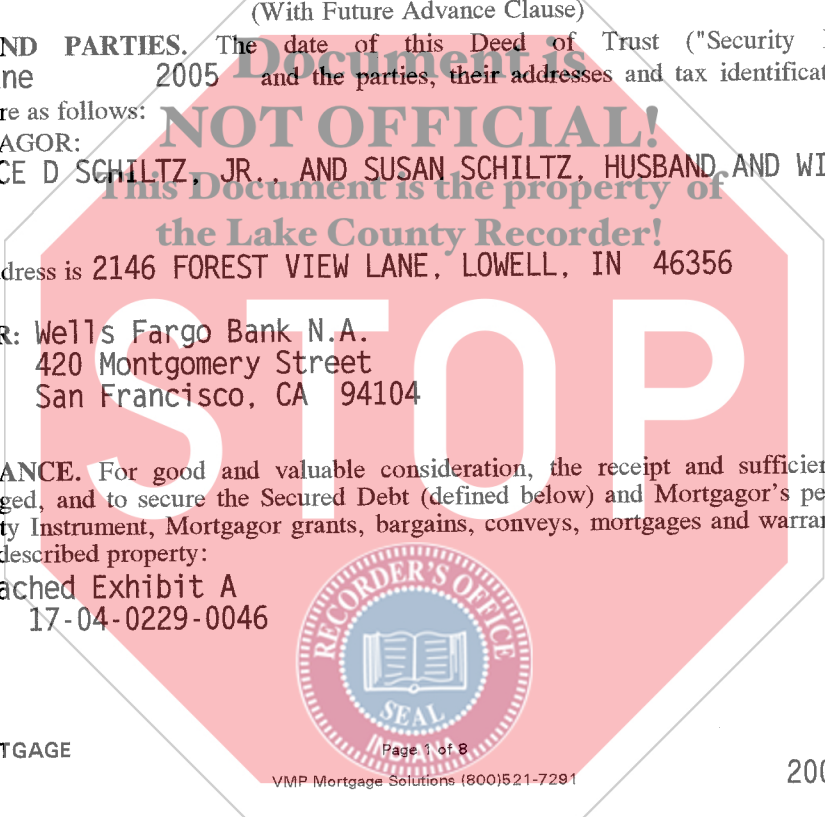 (With Future Advance Clause)
ND PARTIES. The date of this Deed of Trust ("Security
ne 2005 and the parties, their addresses and tax identificat
re as follows:
Document is
NOT OFFICIAL!
This Document is the property of
the Lake County Recorder!
AGOR:
CE D SCHILTZ, JR., AND SUSAN SCHILTZ, HUSBAND AND WI
dress is 2146 FOREST VIEW LANE, LOWELL, IN 46356
R: Wells Fargo Bank N.A.
420 Montgomery Street
San Francisco, CA 94104
STOP
ANCE. For good and valuable consideration, the receipt and sufficien
ged, and to secure the Secured Debt (defined below) and Mortgagor's pe
ty Instrument, Mortgagor grants, bargains, conveys, mortgages and warran
described property:
ached Exhibit A
17-04-0229-0046
RECORDER'S OFFICE
SEAL
INDIANA
TGAGE
Page 1 of 8
VMP Mortgage Solutions (800)521-7291
200